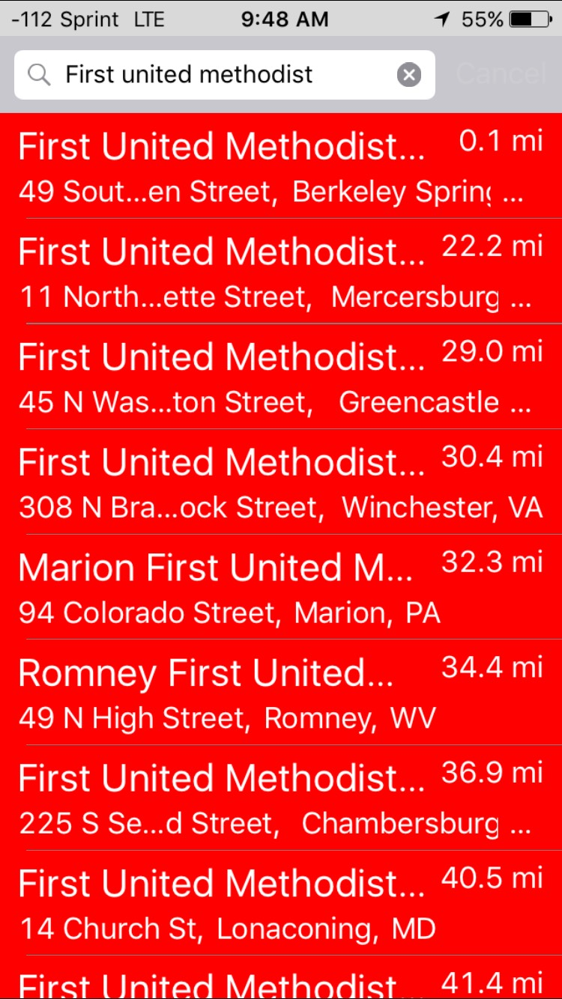 -112 Sprint LTE 9:48 AM 55%
First united methodist Cancel
First United Methodist... 0.1 mi
49 Sout...en Street, Berkeley Spring ...
First United Methodist... 22.2 mi
11 North...ette Street, Mercersburg ...
First United Methodist... 29.0 mi
45 N Was...ton Street, Greencastle ...
First United Methodist... 30.4 mi
308 N Bra...ock Street, Winchester, VA
Marion First United M... 32.3 mi
94 Colorado Street, Marion, PA
Romney First United... 34.4 mi
49 N High Street, Romney, WV
First United Methodist... 36.9 mi
225 S Se...d Street, Chambersburg ...
First United Methodist... 40.5 mi
14 Church St, Lonaconing, MD
First United Methodist... 41.4 mi